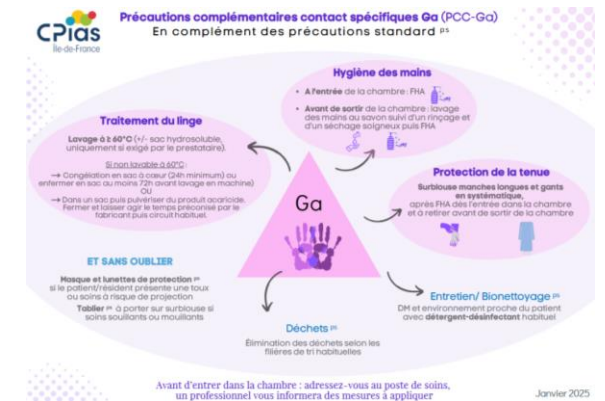 CPias
Île-de-France
Précautions complémentaires contact spécifiques Ga (PCC-Ga)
En complément des précautions standard ps
Hygiène des mains
• A l'entrée de la chambre : FHA
• Avant de sortir de la chambre : lavage
des mains au savon suivi d'un rinçage et
d'un séchage soigneux puis FHA
Traitement du linge
Lavage à ≥ 60°C (+/- sac hydrosoluble,
uniquement si exigé par le prestataire).
Si non lavable à 60°C :
→ Congélation en sac à cœur (24h minimum) ou
enfermer en sac au moins 72h avant lavage en machine)
OU
→ Dans un sac puis pulvériser du produit acaricide.
Fermer et laisser agir le temps préconisé par le
fabricant puis circuit habituel.
Protection de la tenue
Surblouse manches longues et gants
en systématique,
après FHA dès l'entrée dans la chambre
et à retirer avant de sortir de la chambre
Ga
ET SANS OUBLIER
Masque et lunettes de protection ps
si le patient/résident présente une toux
ou soins à risque de projection
Tablier ps à porter sur surblouse si
soins souillants ou mouillants
Entretien/ Bionettoyage ps
DM et environnement proche du patient
avec détergent-désinfectant habituel
Déchets ps
Élimination des déchets selon les
filières de tri habituelles
Avant d'entrer dans la chambre : adressez-vous au poste de soins,
un professionnel vous informera des mesures à appliquer
Janvier 2025